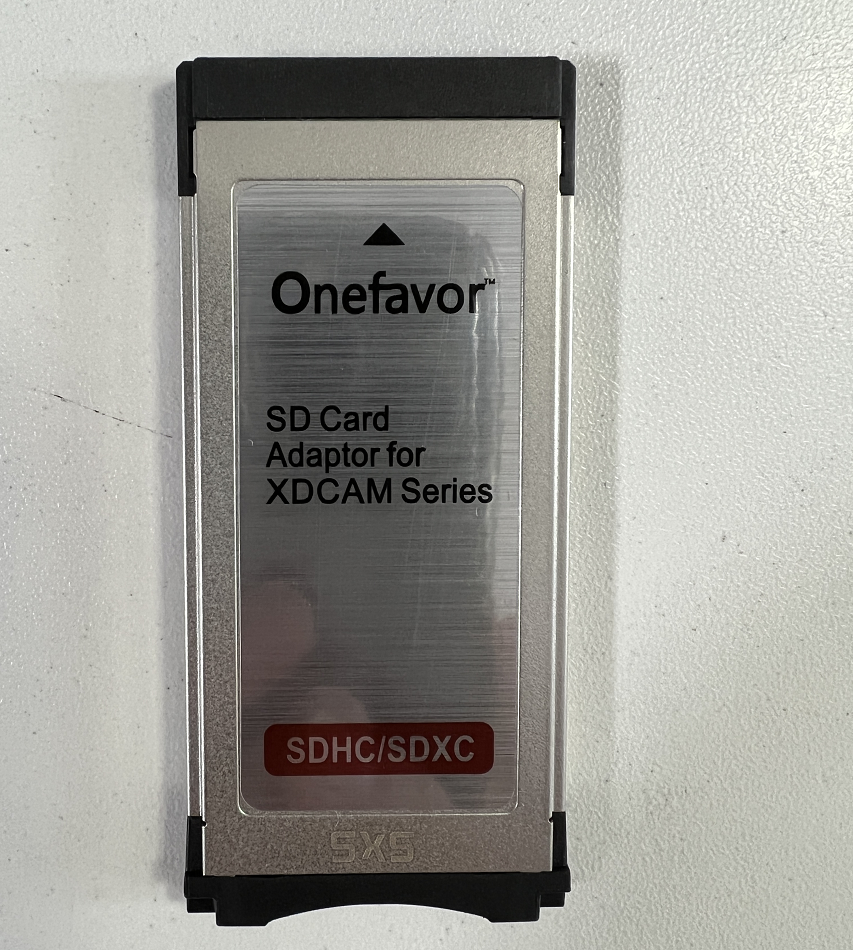 Onefavor™
SD Card
Adaptor for
XDCAM Series
SDHC/SDXC
SXS